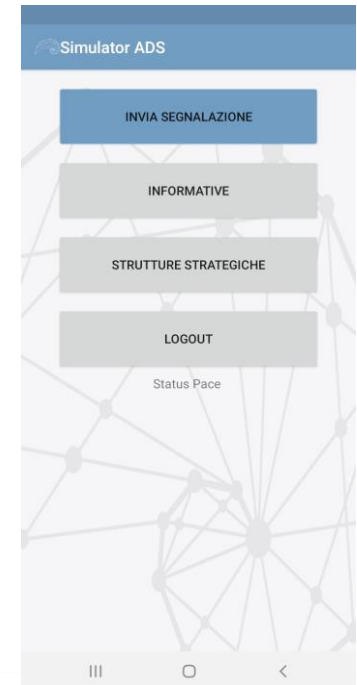 Simulator ADS
INVIA SEGNALAZIONE
INFORMATIVE
STRUTTURE STRATEGICHE
LOGOUT
Status Pace